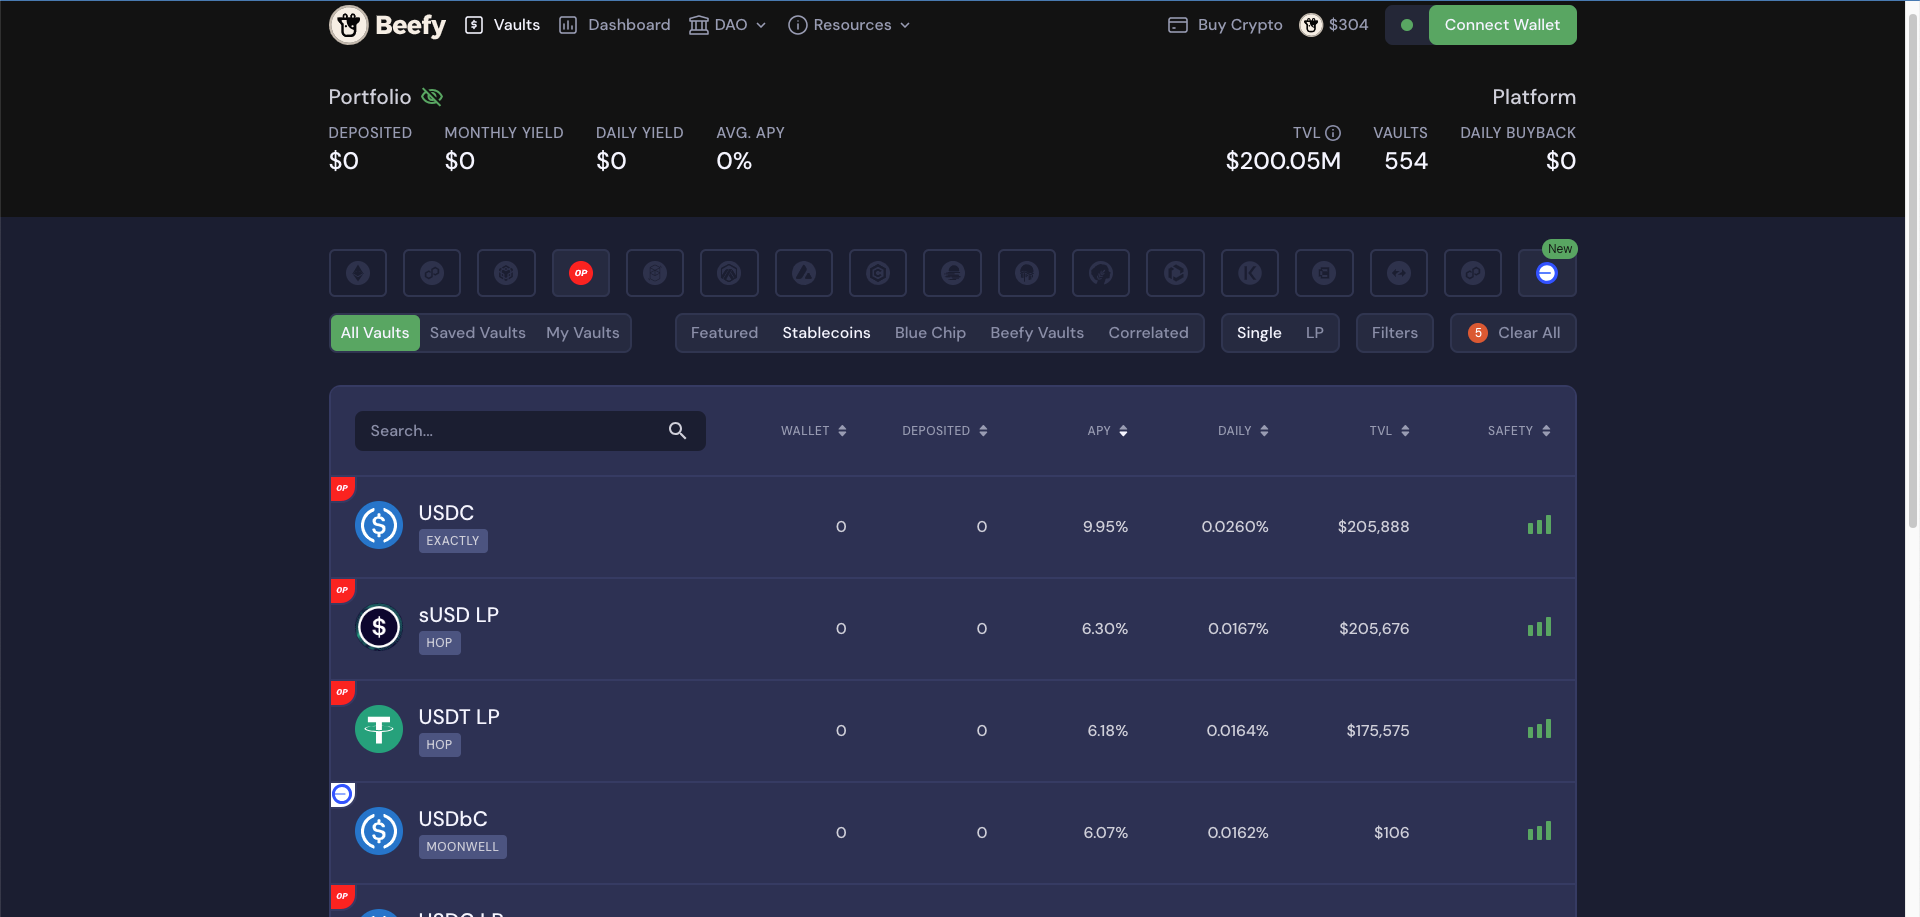 Beefy Vaults Dashboard DAO Resources Buy Crypto $304 Connect Wallet
Portfolio Platform
DEPOSITED MONTHLY YIELD DAILY YIELD AVG. APY TVL VAULTS DAILY BUYBACK
$0 $0 $0 0% $200.05M 554 $0
New
OP
All Vaults Saved Vaults My Vaults Featured Stablecoins Blue Chip Beefy Vaults Correlated Single LP Filters 5 Clear All
Search... WALLET DEPOSITED APY DAILY TVL SAFETY
OP
USDC
EXACTLY
0 0 9.95% 0.0260% $205,888
OP
sUSD LP
HOP
0 0 6.30% 0.0167% $205,676
OP
USDT LP
HOP
0 0 6.18% 0.0164% $175,575
USDbC
MOONWELL
0 0 6.07% 0.0162% $106
OP